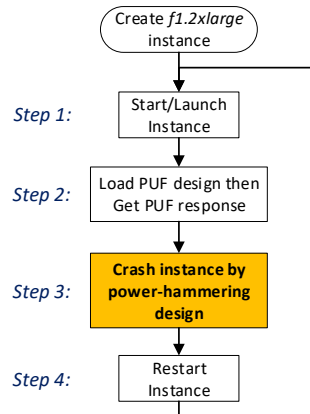 Create f1.2xlarge
instance
Step 1:
Start/Launch
Instance
Step 2:
Load PUF design then
Get PUF response
Step 3:
Crash instance by
power-hammering
design
Step 4:
Restart
Instance